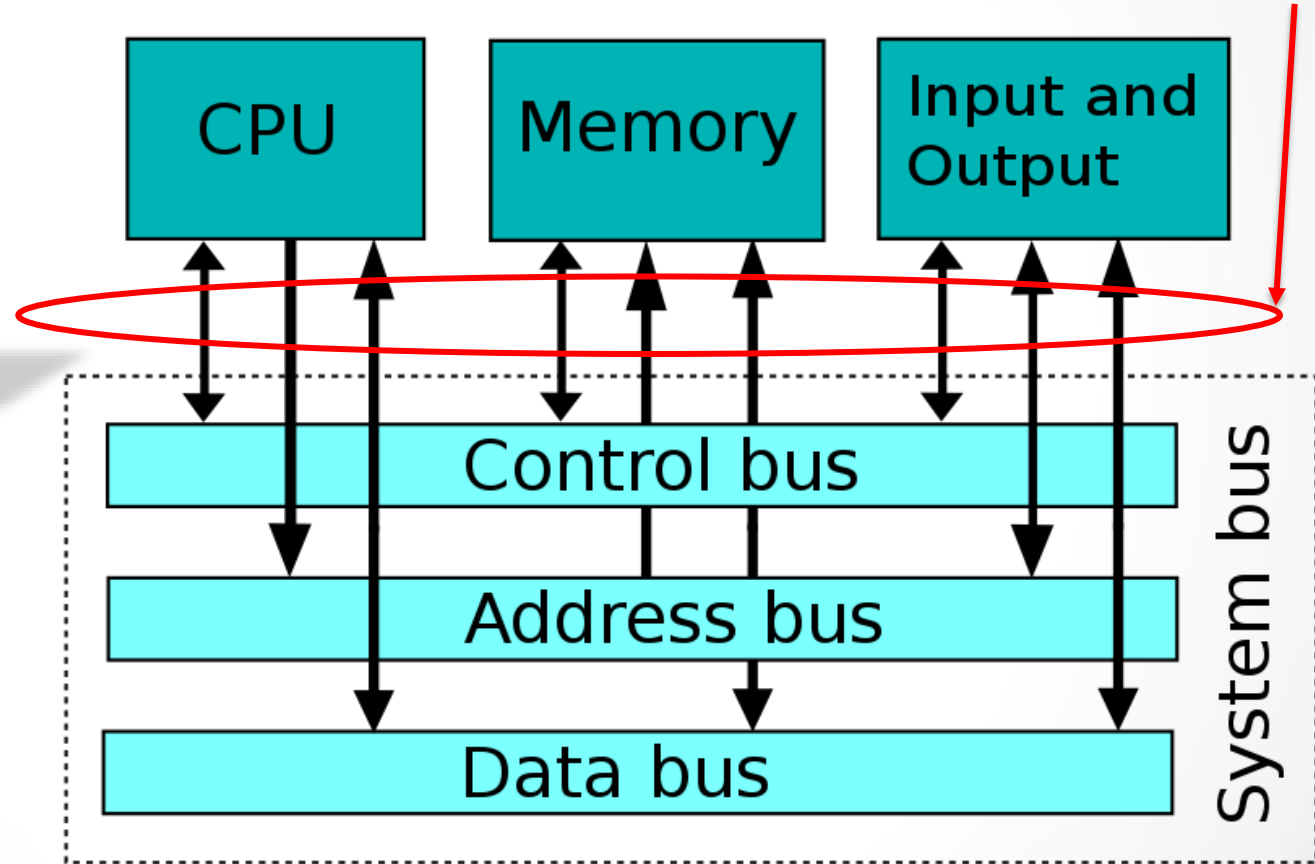 CPU
Memory
Input and
Output
Control bus
Address bus
Data bus
System bus